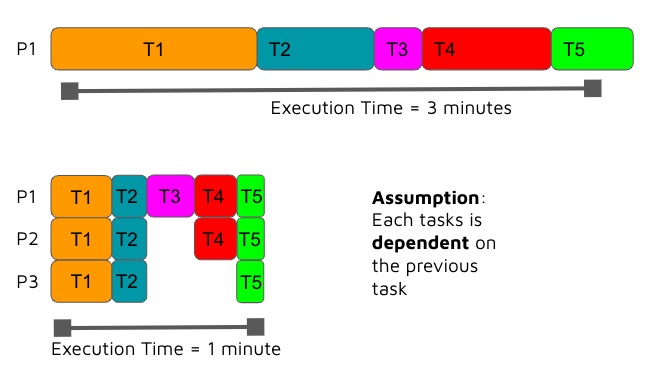 P1 T1 T2 T3 T4 T5
Execution Time = 3 minutes
P1 T1 T2 T3 T4 T5
P2 T1 T2 T4 T5
P3 T1 T2 T5
Execution Time = 1 minute
Assumption:
Each tasks is
dependent on
the previous
task